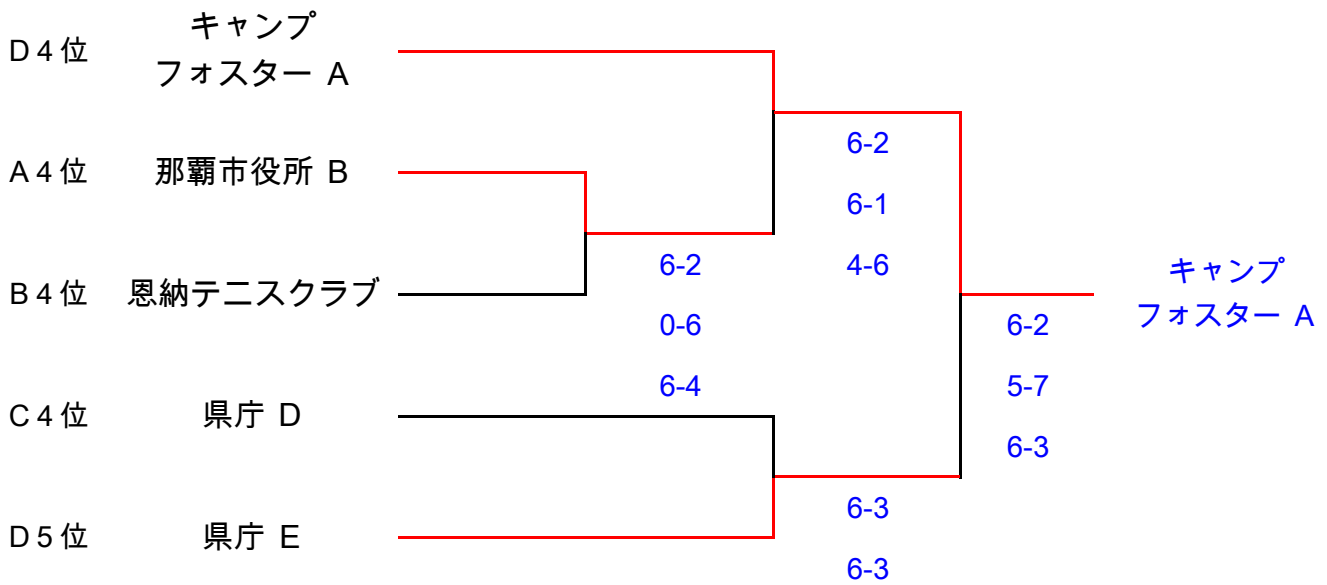 D４位 キャンプ
フォスター A
6-2
A４位 那覇市役所 B
6-1
6-2
4-6
B４位 恩納テニスクラブ
キャンプ
フォスター A
0-6
6-2
6-4
5-7
C４位 県庁 D
6-3
6-3
D５位 県庁 E
6-3